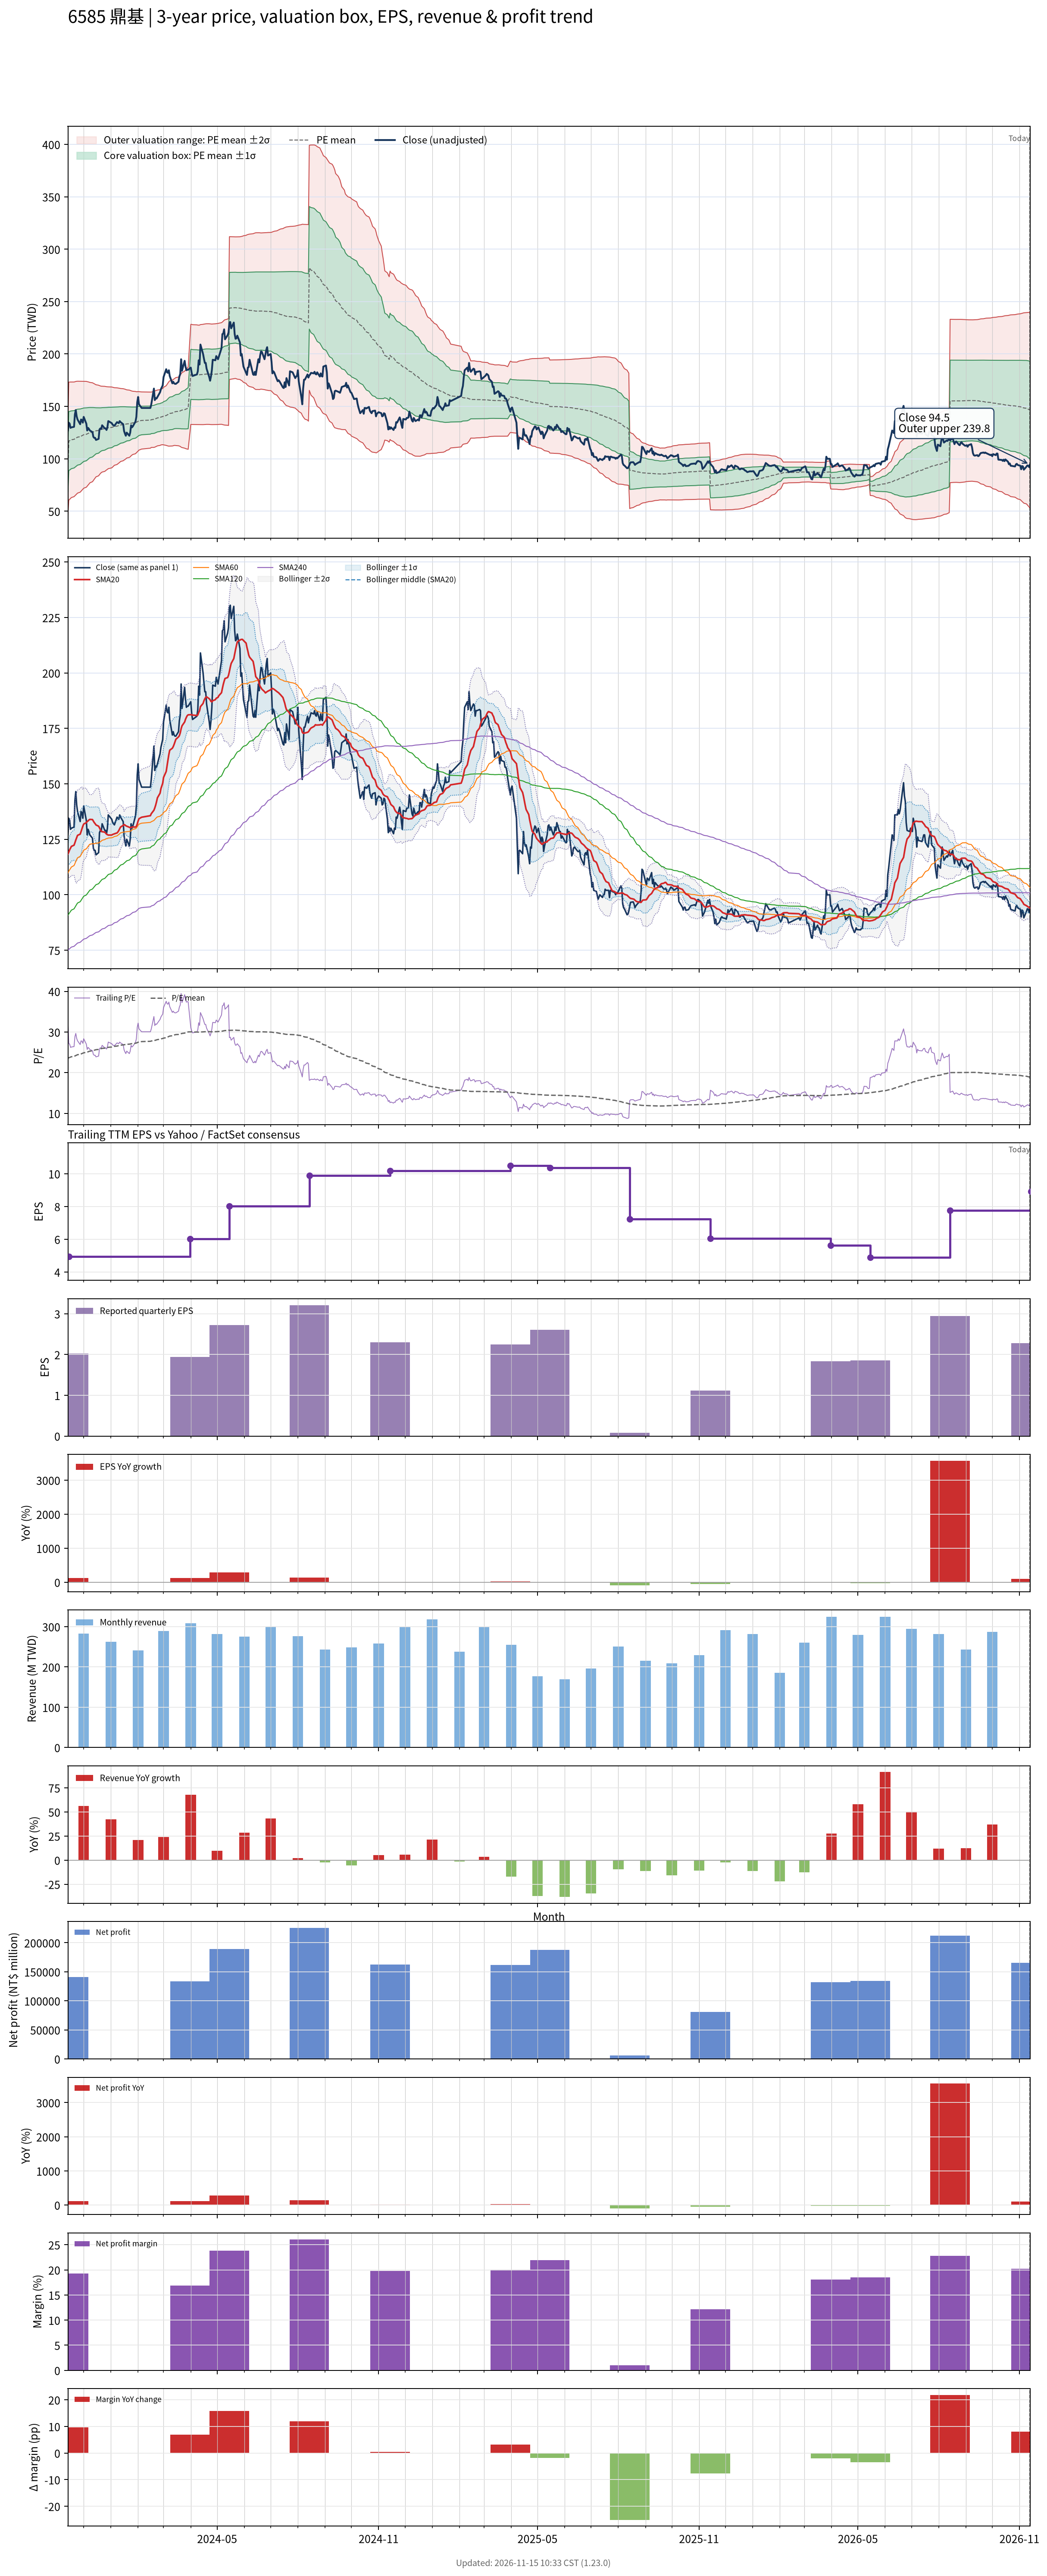 6585 鼎基 | 3-year price, valuation box, EPS, revenue & profit trend
Outer valuation range: PE mean ±2σ
Core valuation box: PE mean ±1σ
PE mean
Close (unadjusted)
Today
400
350
300
250
200
150
100
50
Price (TWD)
Close 94.5
Outer upper 239.8
Close (same as panel 1)
SMA20
SMA60
SMA120
SMA240
Bollinger ±2σ
Bollinger ±1σ
Bollinger middle (SMA20)
250
225
200
175
150
125
100
75
Price
Trailing P/E
P/E mean
40
30
20
10
P/E
Trailing TTM EPS vs Yahoo / FactSet consensus
Today
10
8
6
4
EPS
Reported quarterly EPS
3
2
1
0
EPS
EPS YoY growth
3000
2000
1000
0
YoY (%)
Monthly revenue
300
200
100
0
Revenue (M TWD)
Revenue YoY growth
75
50
25
0
-25
YoY (%)
Month
Net profit
200000
150000
100000
50000
0
Net profit (NT$ million)
Net profit YoY
3000
2000
1000
0
YoY (%)
Net profit margin
25
20
15
10
5
0
Margin (%)
Margin YoY change
20
10
0
-10
-20
Δ margin (pp)
2024-05
2024-11
2025-05
2025-11
2026-05
2026-11
Updated: 2026-11-15 10:33 CST (1.23.0)